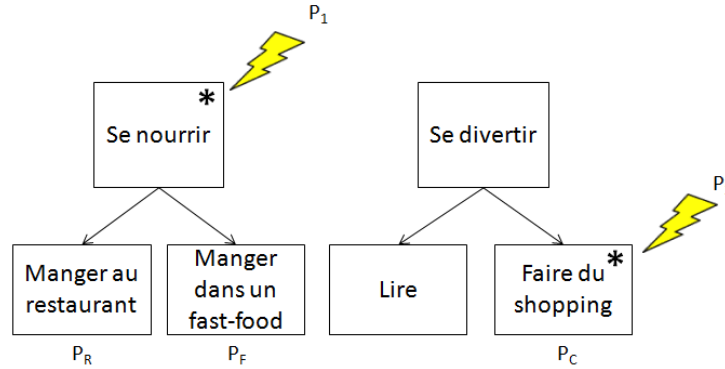 P1
*
Se nourrir
Se divertir
P
Manger au
restaurant
Manger
dans un
fast-food
Lire
*
Faire du
shopping
PR
PF
PC